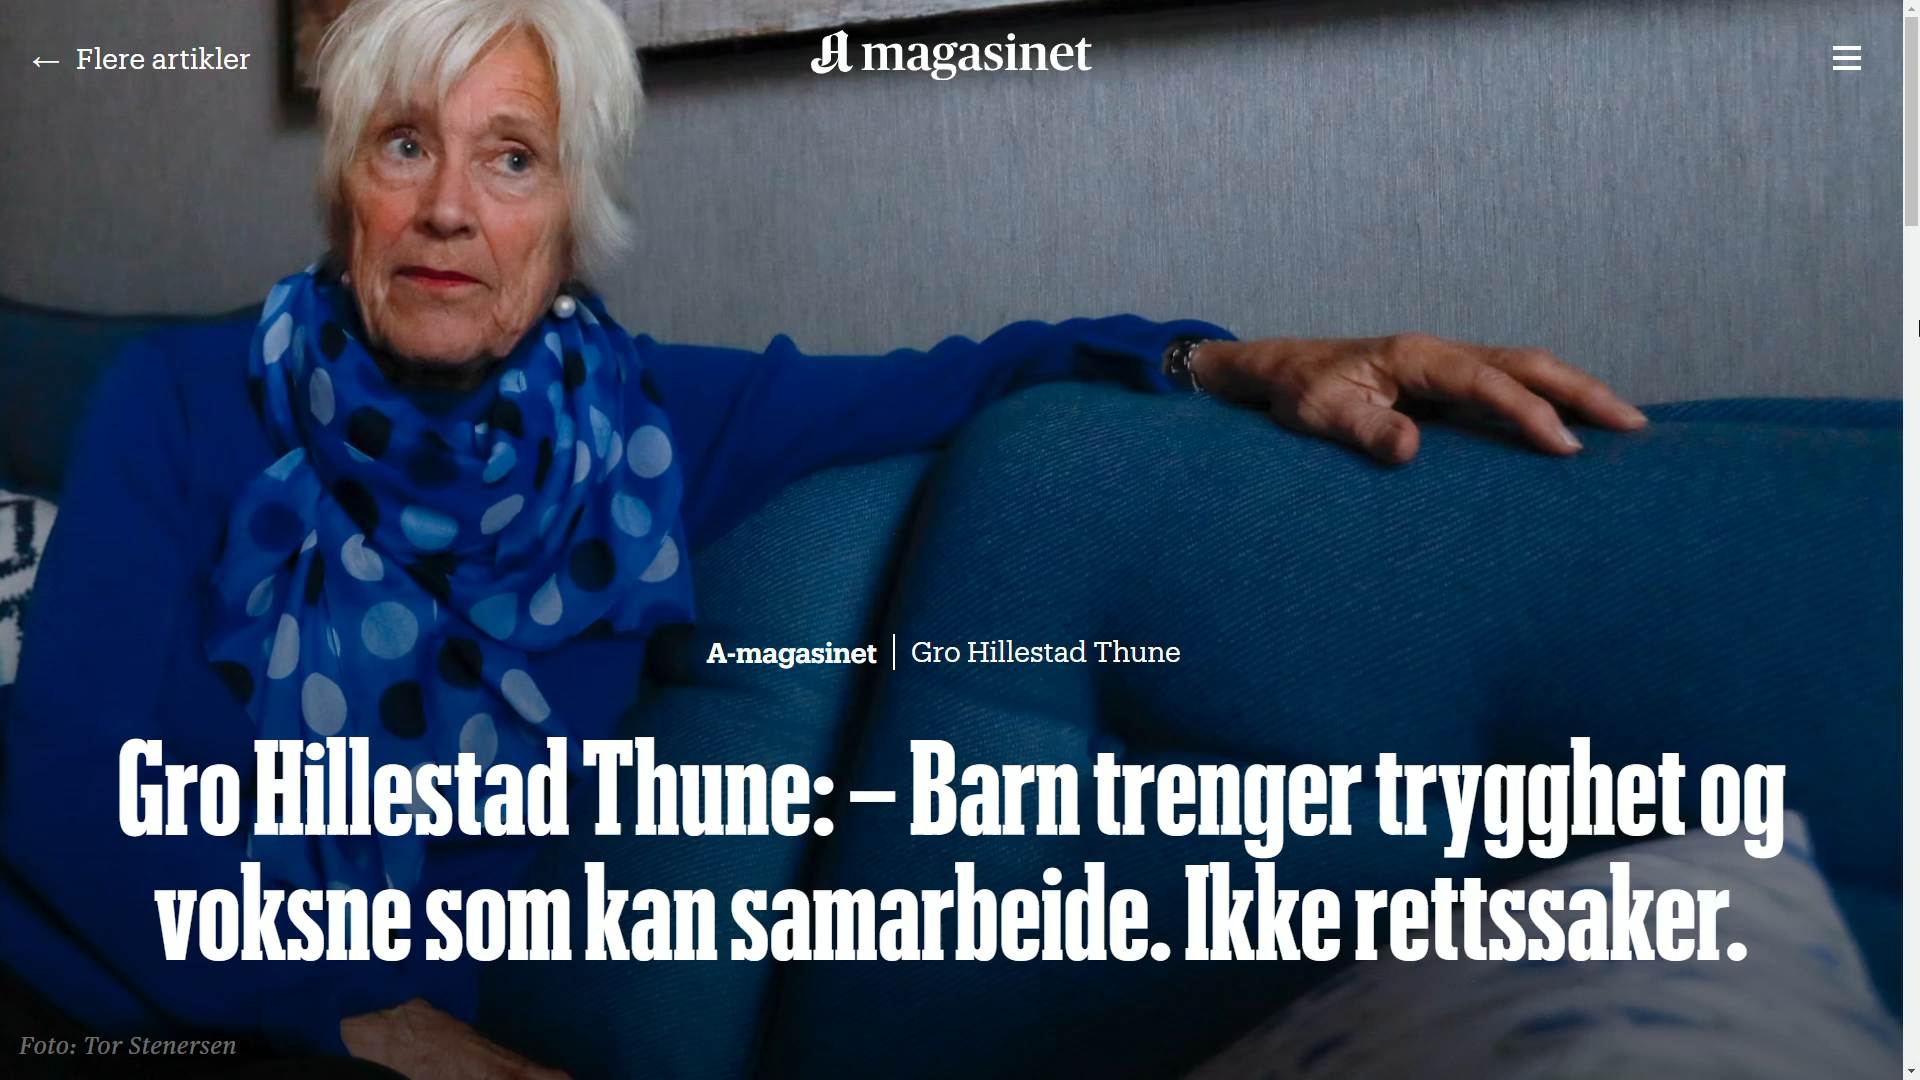 ← Flere artikler
A magasinet
A-magasinet | Gro Hillestad Thune
Gro Hillestad Thune: – Barn trenger trygghet og
voksne som kan samarbeide. Ikke rettssaker.
Foto: Tor Stenersen